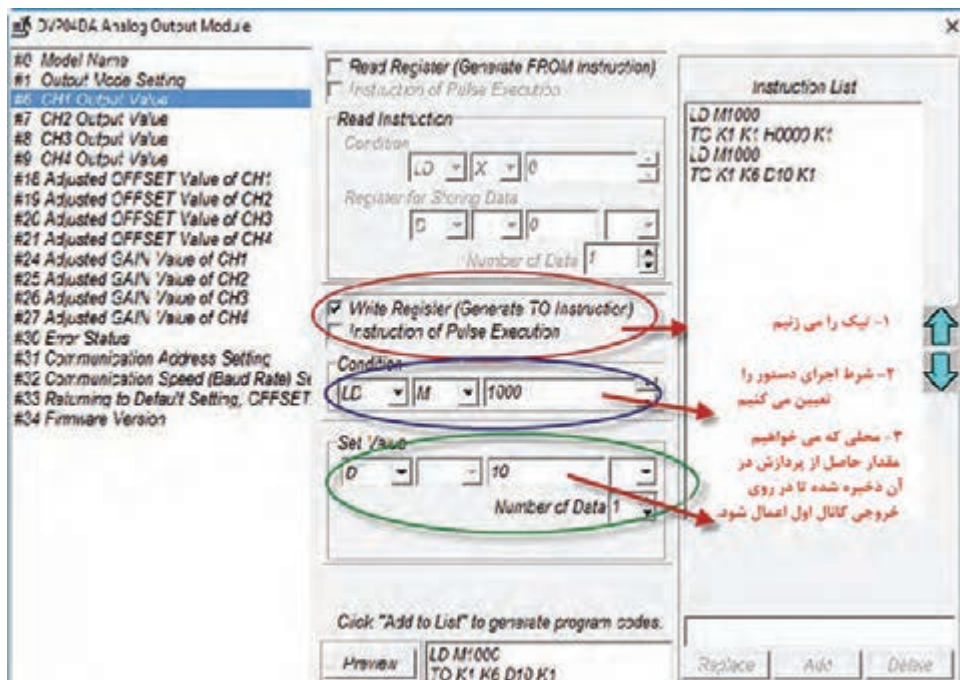 DVP04DA Analog Output Module
#0 Model Name
#1 Output Mode Setting
#6 CH1 Output Value
#7 CH2 Output Value
#8 CH3 Output Value
#9 CH4 Output Value
#18 Adjusted OFFSET Value of CH1
#19 Adjusted OFFSET Value of CH2
#20 Adjusted OFFSET Value of CH3
#21 Adjusted OFFSET Value of CH4
#24 Adjusted GAIN Value of CH1
#25 Adjusted GAIN Value of CH2
#26 Adjusted GAIN Value of CH3
#27 Adjusted GAIN Value of CH4
#30 Error Status
#31 Communication Address Setting
#32 Communication Speed (Baud Rate) Se
#33 Returning to Default Setting, OFFSET
#34 Firmware Version
Read Register (Generate FROM Instruction)
Instruction of Pulse Execution
Read Instruction
Condition
LD X 0
Register for Storing Data
D 0
Number of Data 1
Write Register (Generate TO Instruction)
Instruction of Pulse Execution
Condition
LD M 1000
Set Value
D 10
Number of Data 1
Click "Add to List" to generate program codes.
Preview
LD M1000
TO K1 K6 D10 K1
Instruction List
LD M1000
TO K1 K1 H0000 K1
LD M1000
TO K1 K6 D10 K1
۱- تیک را می زنیم
۲- شرط اجرای دستور را
تعیین می کنیم
۳- محلی که می خواهیم
مقدار حاصل از پردازش در
آن ذخیره شده تا در روی
خروجی کانال اول اعمال شود.
Replace Add Delete